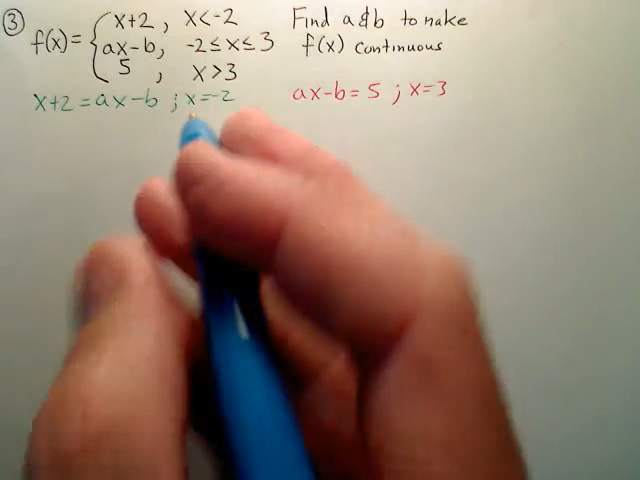 ③ f(x) = { x+2 , x<-2 Find a & b to make
ax-b, -2≤x≤3 f(x) continuous
5 , x>3
x+2 = ax-b ; x=-2 ax-b = 5 ; x=3